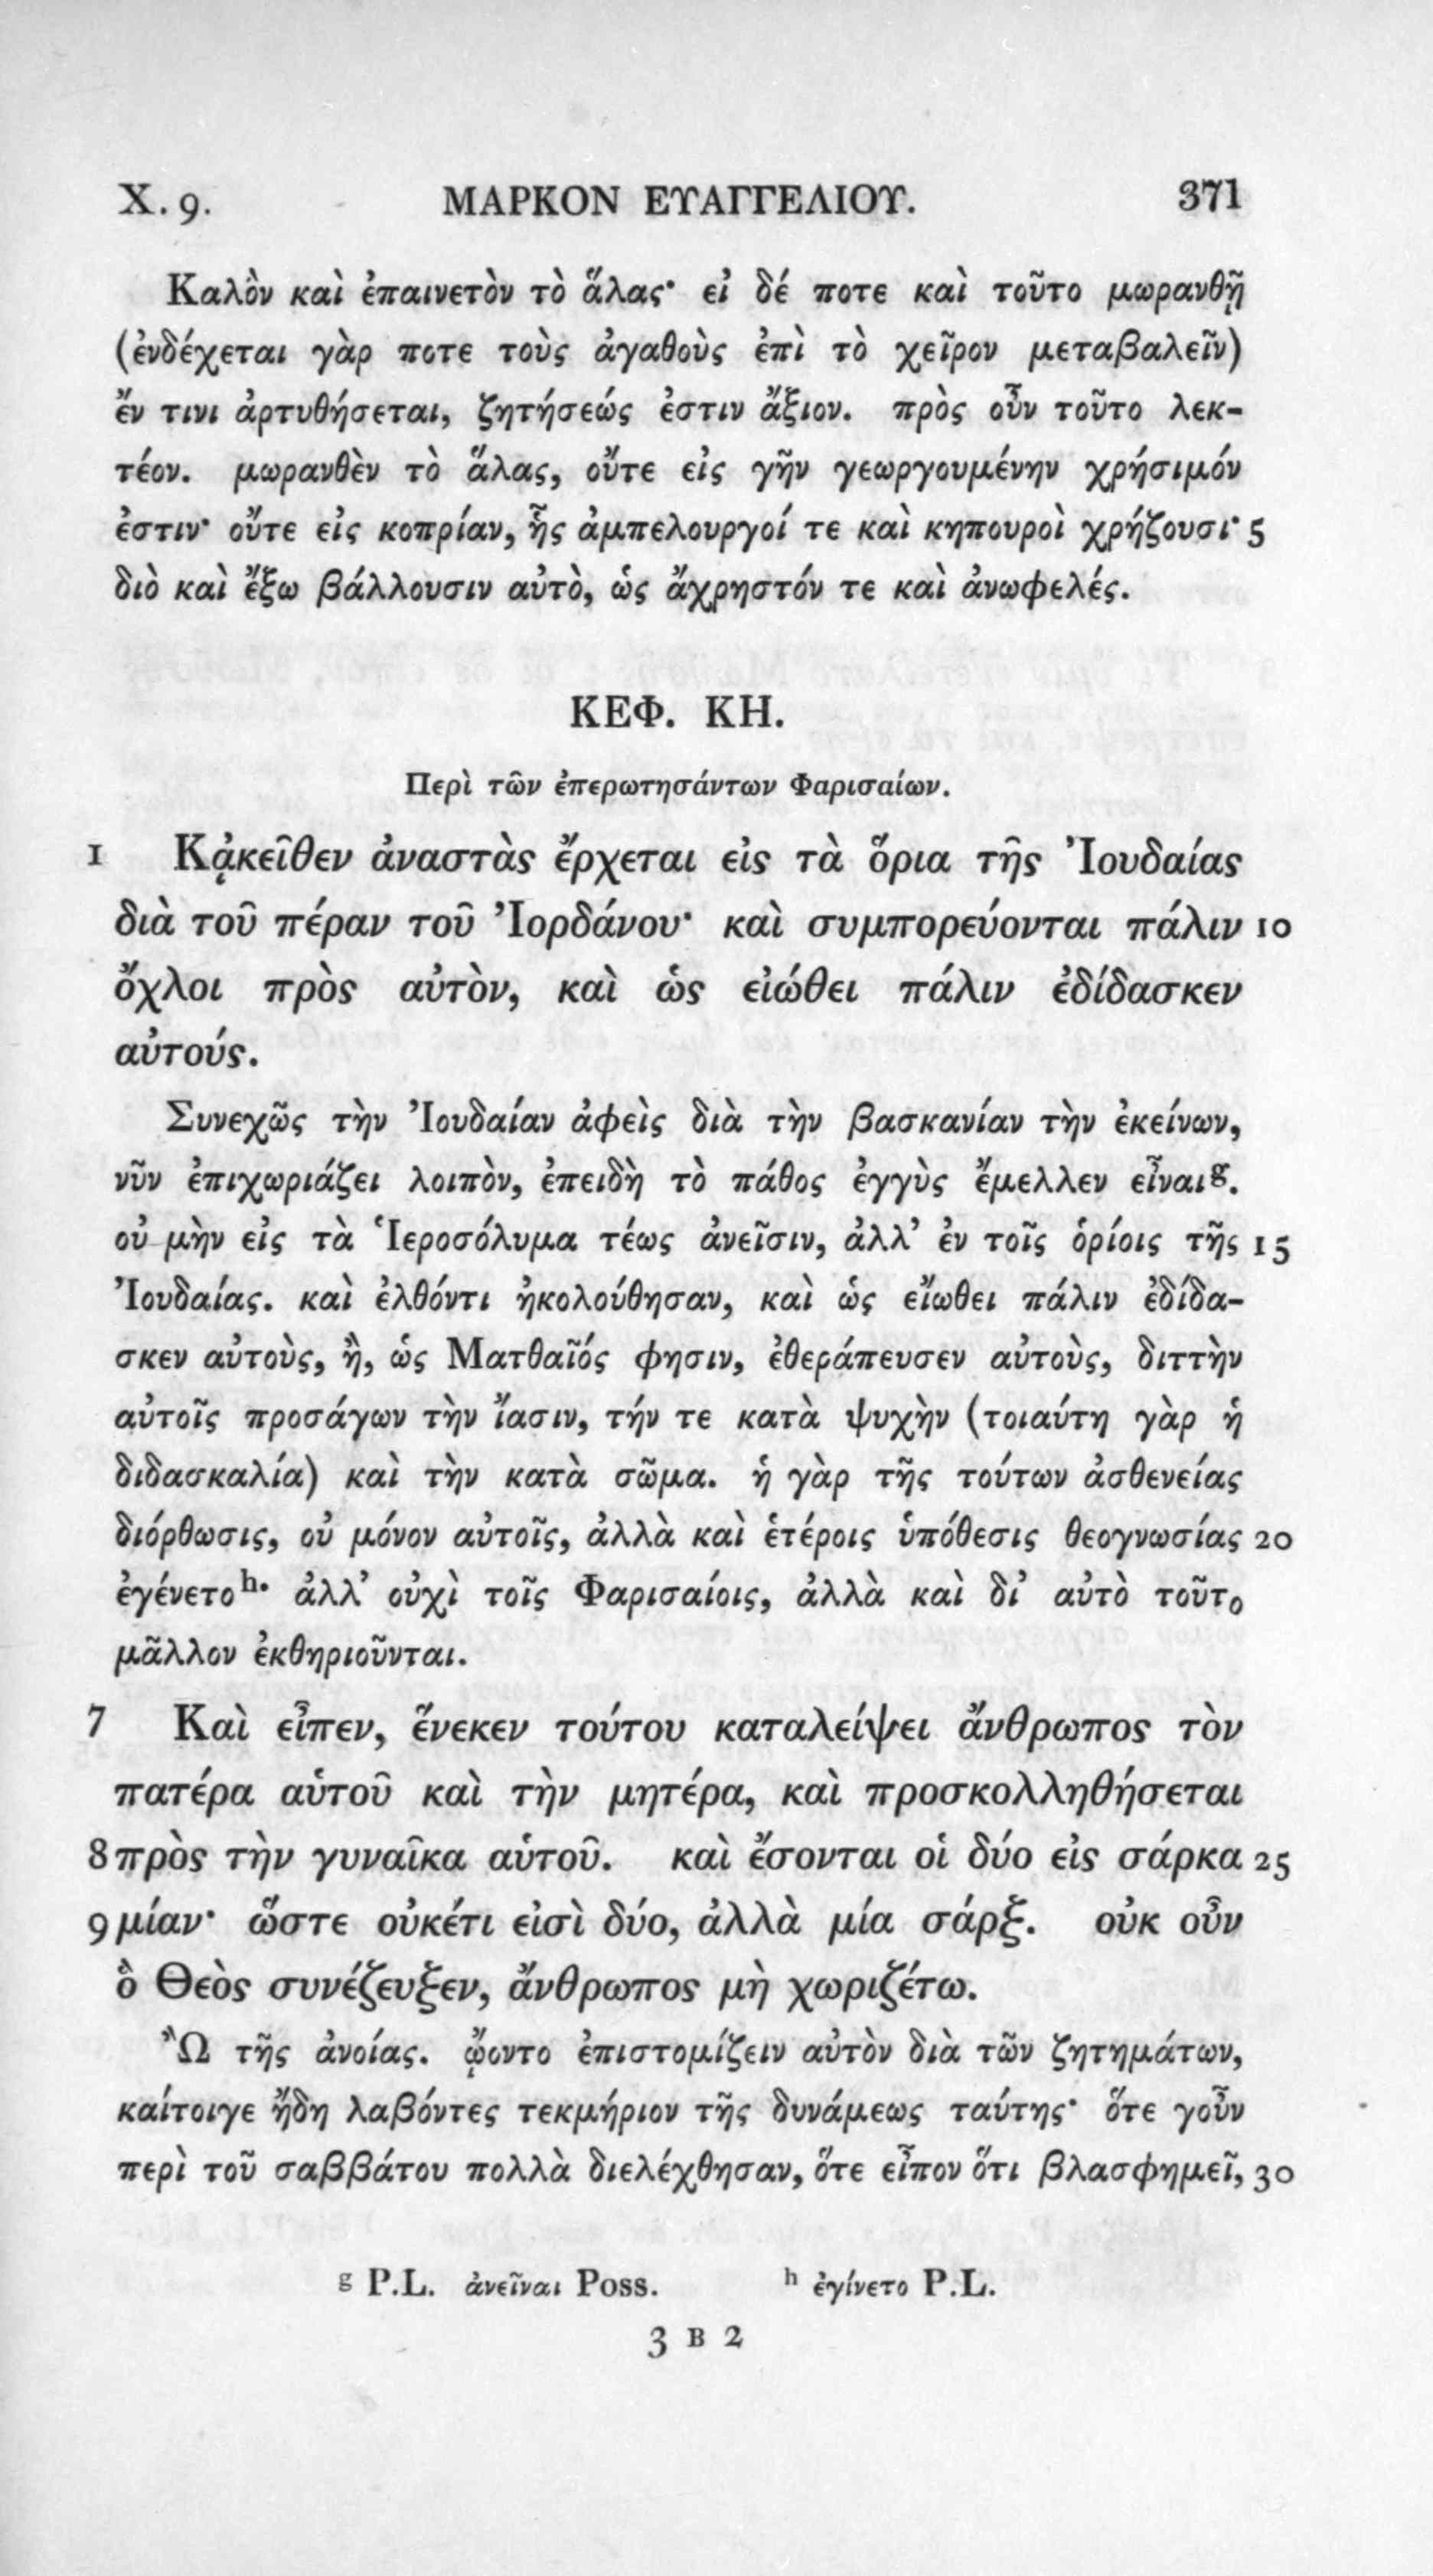 X. 9. ΜΑΡΚΟΝ ΕΥΑΓΓΕΛΙΟΥ. 371
Καλὸν καὶ ἐπαινετὸν τὸ ἅλας· εἰ δέ ποτε καὶ τοῦτο μωρανθῇ
(ἐνδέχεται γὰρ ποτε τοὺς ἀγαθοὺς ἐπὶ τὸ χεῖρον μεταβαλεῖν)
ἔν τινι ἀρτυθήσεται, ζητήσεώς ἐστιν ἄξιον. πρὸς οὖν τοῦτο λεκ-
τέον. μωρανθὲν τὸ ἅλας, οὔτε εἰς γῆν γεωργουμένην χρήσιμόν
ἐστιν· οὔτε εἰς κοπρίαν, ἧς ἀμπελουργοί τε καὶ κηπουροὶ χρήζουσι· 5
διὸ καὶ ἔξω βάλλουσιν αὐτὸ, ὡς ἄχρηστόν τε καὶ ἀνωφελές.
ΚΕΦ. ΚΗ.
Περὶ τῶν ἐπερωτησάντων Φαρισαίων.
1 Κᾀκεῖθεν ἀναστὰς ἔρχεται εἰς τὰ ὅρια τῆς Ἰουδαίας
διὰ τοῦ πέραν τοῦ Ἰορδάνου· καὶ συμπορεύονται πάλιν 10
ὄχλοι πρὸς αὐτὸν, καὶ ὡς εἰώθει πάλιν ἐδίδασκεν
αὐτούς.
Συνεχῶς τὴν Ἰουδαίαν ἀφεὶς διὰ τὴν βασκανίαν τὴν ἐκείνων,
νῦν ἐπιχωριάζει λοιπὸν, ἐπειδὴ τὸ πάθος ἐγγὺς ἔμελλεν εἶναι g.
οὐ μὴν εἰς τὰ Ἱεροσόλυμα τέως ἀνεῖσιν, ἀλλ’ ἐν τοῖς ὁρίοις τῆς 15
Ἰουδαίας. καὶ ἐλθόντι ἠκολούθησαν, καὶ ὡς εἴωθει πάλιν ἐδίδα-
σκεν αὐτοὺς, ἢ, ὡς Ματθαῖός φησιν, ἐθεράπευσεν αὐτοὺς, διττὴν
αὐτοῖς προσάγων τὴν ἴασιν, τήν τε κατὰ ψυχὴν (τοιαύτη γὰρ ἡ
διδασκαλία) καὶ τὴν κατὰ σῶμα. ἡ γὰρ τῆς τούτων ἀσθενείας
διόρθωσις, οὐ μόνον αὐτοῖς, ἀλλὰ καὶ ἑτέροις ὑπόθεσις θεογνωσίας 20
ἐγένετο h· ἀλλ’ οὐχὶ τοῖς Φαρισαίοις, ἀλλὰ καὶ δι’ αὐτὸ τοῦτο
μᾶλλον ἐκθηριοῦνται.
7 Καὶ εἶπεν, ἕνεκεν τούτου καταλείψει ἄνθρωπος τὸν
πατέρα αὐτοῦ καὶ τὴν μητέρα, καὶ προσκολληθήσεται
8 πρὸς τὴν γυναῖκα αὑτοῦ. καὶ ἔσονται οἱ δύο εἰς σάρκα 25
9 μίαν· ὥστε οὐκέτι εἰσὶ δύο, ἀλλὰ μία σάρξ. οὐκ οὖν
ὃ Θεὸς συνέζευξεν, ἄνθρωπος μὴ χωριζέτω.
Ὢ τῆς ἀνοίας. ᾤοντο ἐπιστομίζειν αὐτὸν διὰ τῶν ζητημάτων,
καίτοιγε ἤδη λαβόντες τεκμήριον τῆς δυνάμεως ταύτης· ὅτε γοῦν
περὶ τοῦ σαββάτου πολλὰ διελέχθησαν, ὅτε εἶπον ὅτι βλασφημεῖ, 30
g P.L. ἀνεῖναι Poss. h ἐγίνετο P.L.
3 B 2